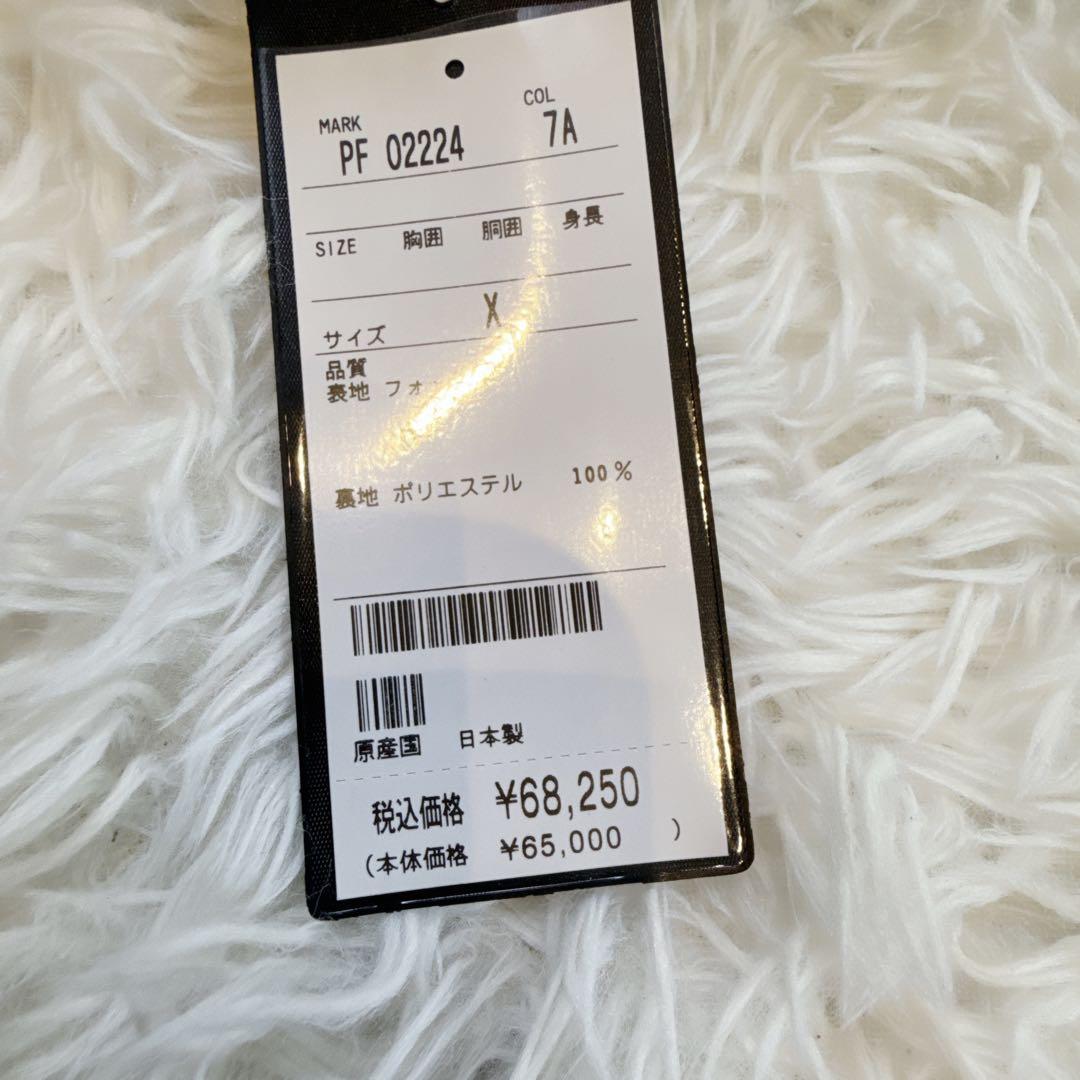 MARK COL
PF 02224 7A
SIZE 胸囲 胴囲 身長
X
サイズ
品質
表地 フォ
裏地 ポリエステル 100%
原産国 日本製
税込価格 ¥68,250
(本体価格 ¥65,000 )